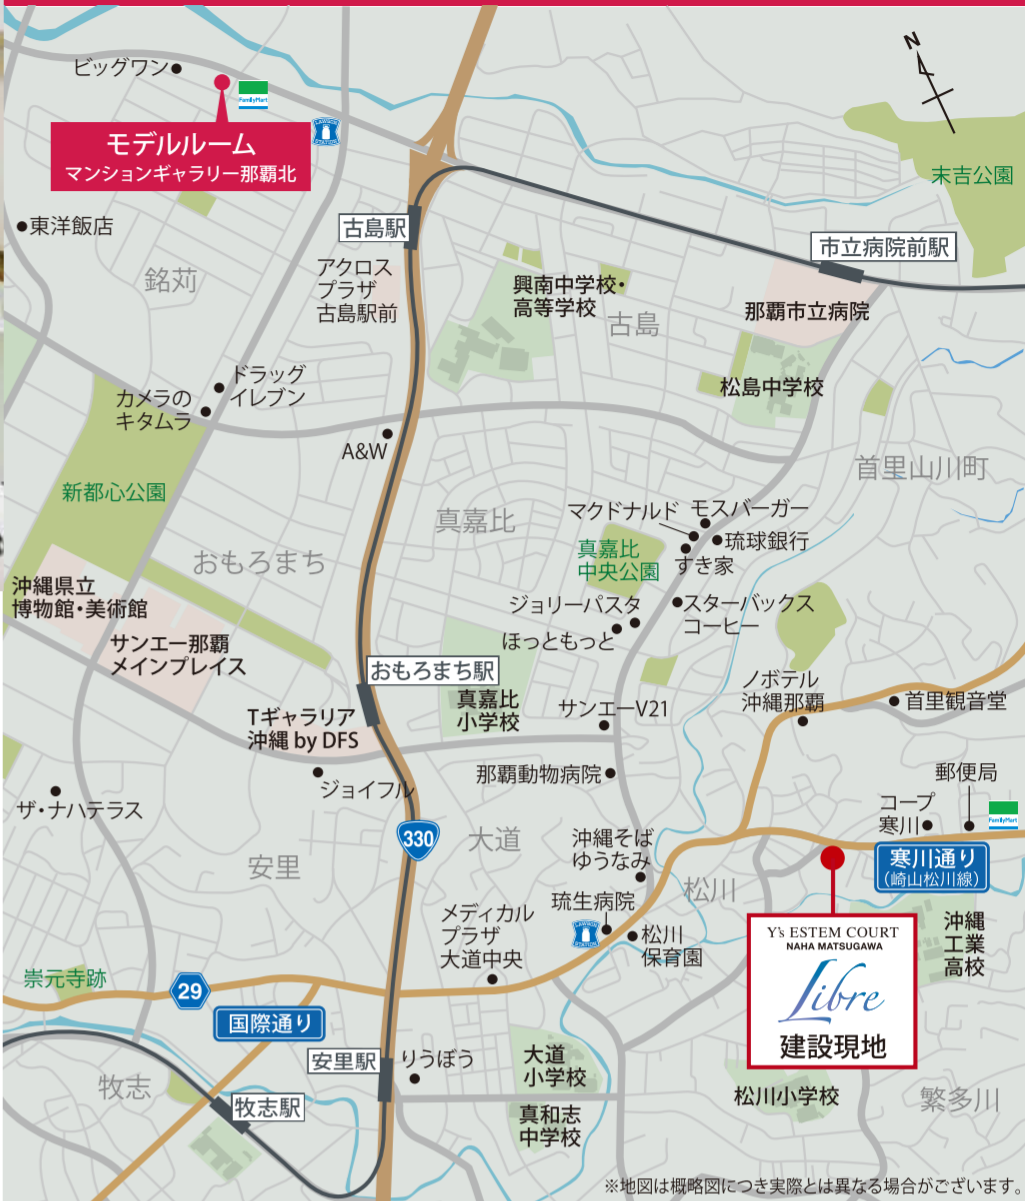 ビッグワン
FamilyMart
モデルルーム
マンションギャラリー那覇北
LAWSON
STATION
N
末吉公園
東洋飯店
古島駅
市立病院前駅
銘苅
アクロス
プラザ
古島駅前
興南中学校・
高等学校
古島
那覇市立病院
松島中学校
ドラッグ
イレブン
カメラの
キタムラ
A&W
首里山川町
新都心公園
真嘉比
マクドナルド
モスバーガー
琉球銀行
すき家
真嘉比
中央公園
おもろまち
沖縄県立
博物館・美術館
サンエー那覇
メインプレイス
ジョリーパスタ
ほっともっと
スターバックス
コーヒー
おもろまち駅
真嘉比
小学校
ノボテル
沖縄那覇
首里観音堂
サンエーV21
Tギャラリア
沖縄 by DFS
ジョイフル
那覇動物病院
郵便局
ザ・ナハテラス
コープ
寒川
FamilyMart
330
大道
沖縄そば
ゆうなみ
寒川通り
(崎山松川線)
安里
松川
琉生病院
メディカル
プラザ
大道中央
LAWSON
STATION
松川
保育園
Y's ESTEM COURT
NAHA MATSUGAWA
Libre
建設現地
沖縄
工業
高校
崇元寺跡
29
国際通り
安里駅
りうぼう
大道
小学校
牧志
牧志駅
真和志
中学校
松川小学校
繁多川
※地図は概略図につき実際とは異なる場合がございます。